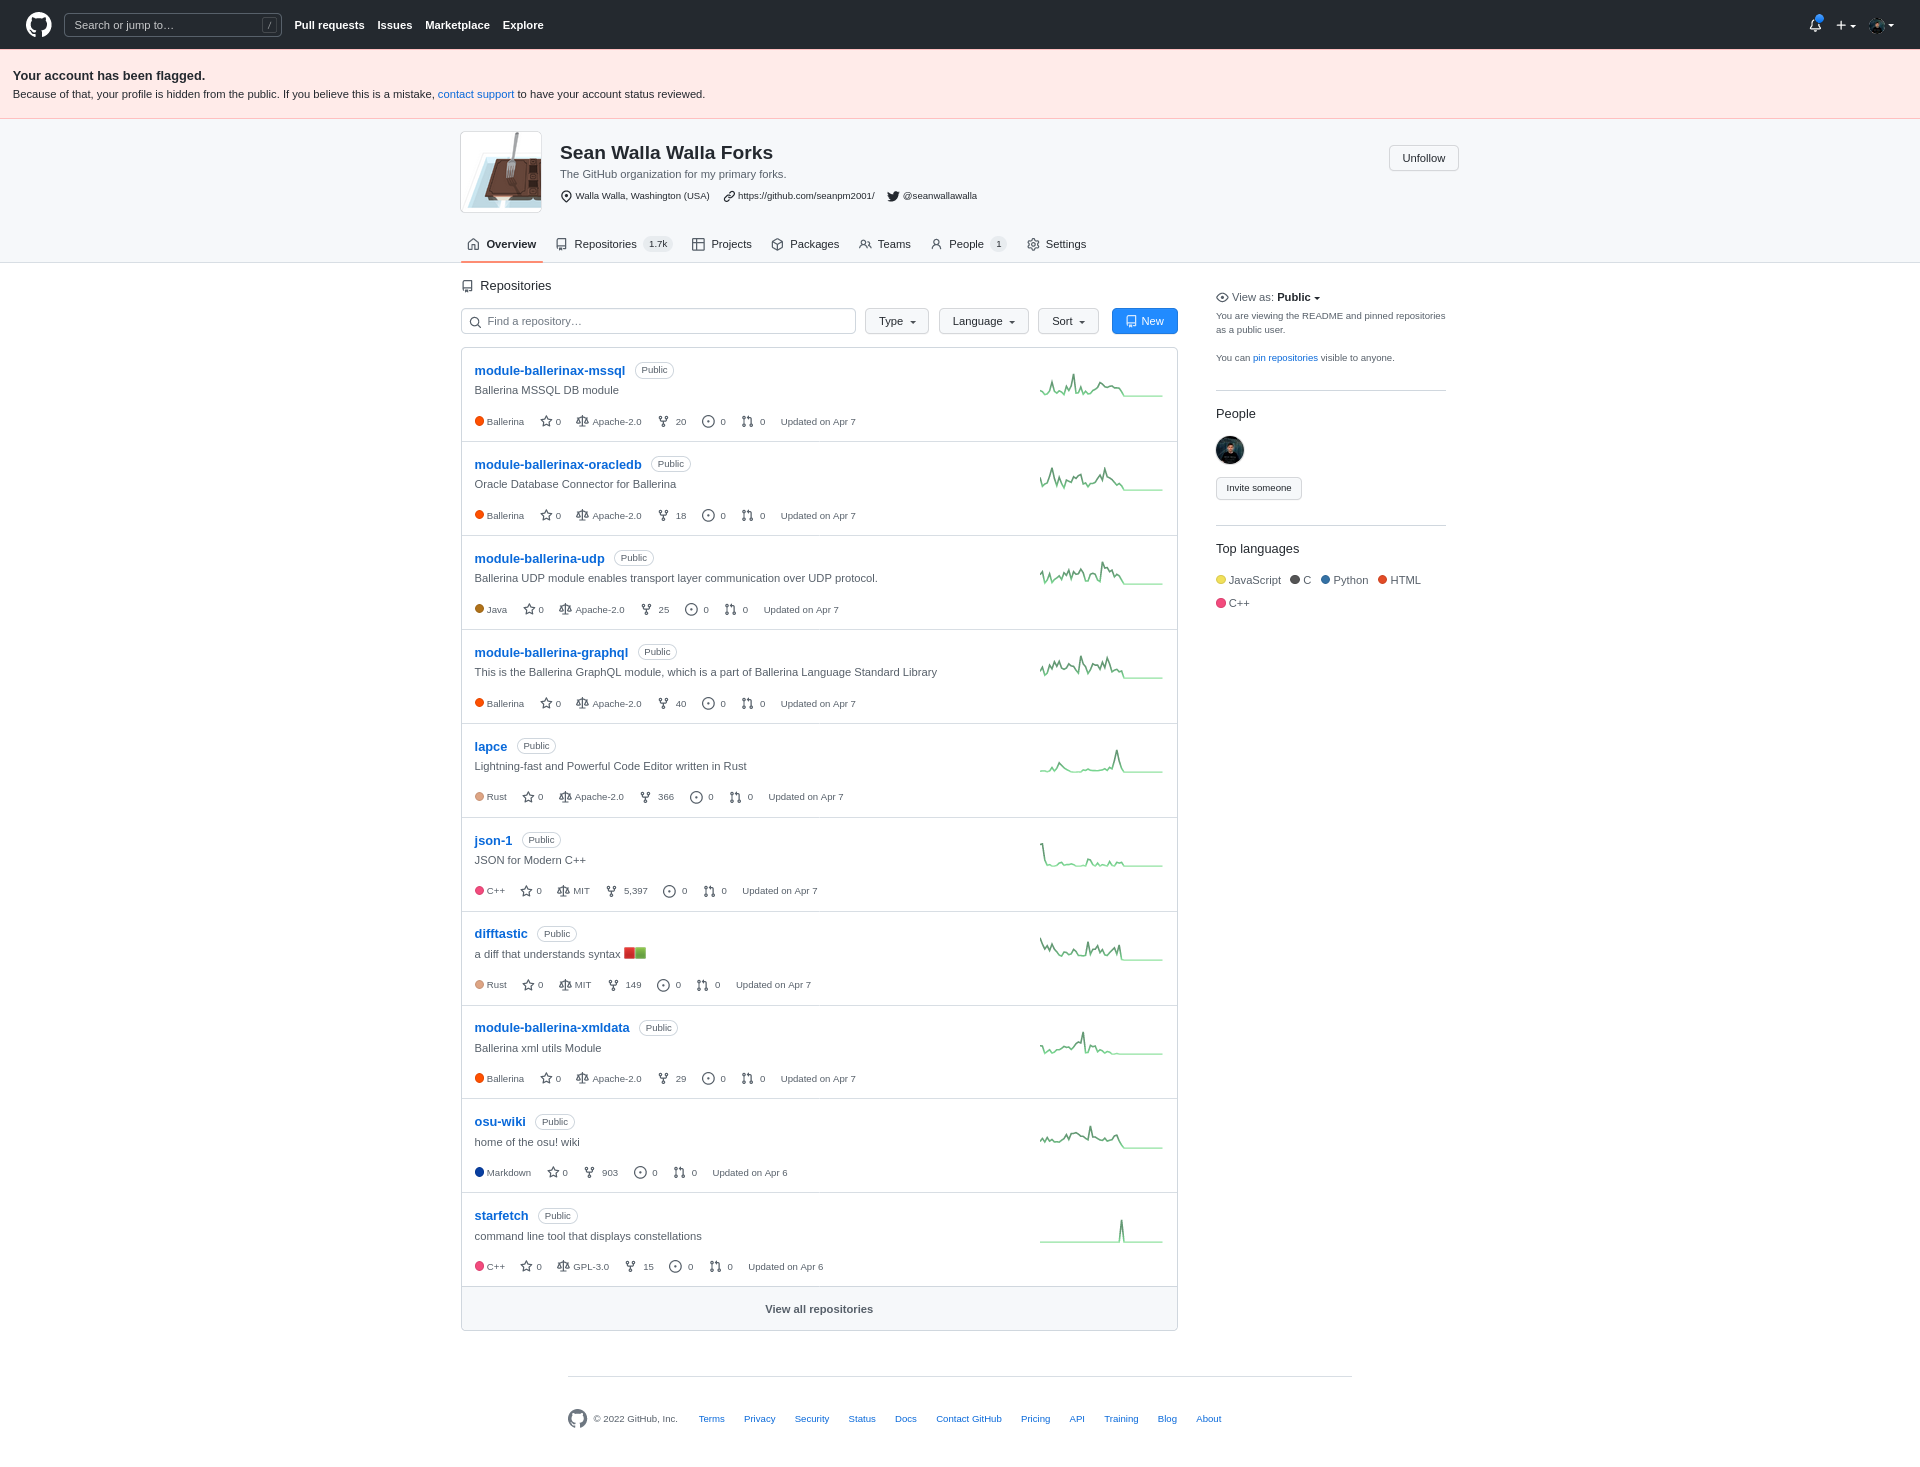 Search or jump to… /
Pull requests Issues Marketplace Explore
Your account has been flagged.
Because of that, your profile is hidden from the public. If you believe this is a mistake, contact support to have your account status reviewed.
Sean Walla Walla Forks
Unfollow
The GitHub organization for my primary forks.
Walla Walla, Washington (USA) https://github.com/seanpm2001/ @seanwallawalla
Overview Repositories 1.7k Projects Packages Teams People 1 Settings
Repositories
Find a repository… Type Language Sort New
module-ballerinax-mssql Public
Ballerina MSSQL DB module
Ballerina 0 Apache-2.0 20 0 0 Updated on Apr 7
module-ballerinax-oracledb Public
Oracle Database Connector for Ballerina
Ballerina 0 Apache-2.0 18 0 0 Updated on Apr 7
module-ballerina-udp Public
Ballerina UDP module enables transport layer communication over UDP protocol.
Java 0 Apache-2.0 25 0 0 Updated on Apr 7
module-ballerina-graphql Public
This is the Ballerina GraphQL module, which is a part of Ballerina Language Standard Library
Ballerina 0 Apache-2.0 40 0 0 Updated on Apr 7
lapce Public
Lightning-fast and Powerful Code Editor written in Rust
Rust 0 Apache-2.0 366 0 0 Updated on Apr 7
json-1 Public
JSON for Modern C++
C++ 0 MIT 5,397 0 0 Updated on Apr 7
difftastic Public
a diff that understands syntax 🟥🟩
Rust 0 MIT 149 0 0 Updated on Apr 7
module-ballerina-xmldata Public
Ballerina xml utils Module
Ballerina 0 Apache-2.0 29 0 0 Updated on Apr 7
osu-wiki Public
home of the osu! wiki
Markdown 0 903 0 0 Updated on Apr 6
starfetch Public
command line tool that displays constellations
C++ 0 GPL-3.0 15 0 0 Updated on Apr 6
View all repositories
View as: Public
You are viewing the README and pinned repositories
as a public user.
You can pin repositories visible to anyone.
People
Invite someone
Top languages
JavaScript C Python HTML
C++
© 2022 GitHub, Inc. Terms Privacy Security Status Docs Contact GitHub Pricing API Training Blog About